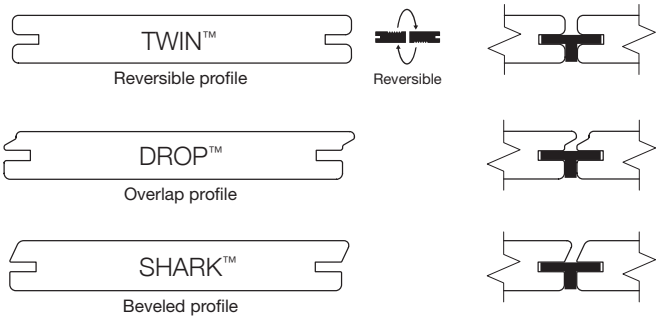 TWIN™
Reversible profile
Reversible
DROP™
Overlap profile
SHARK™
Beveled profile